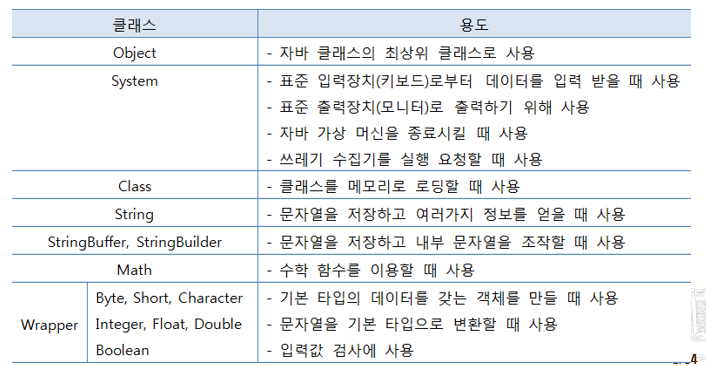 클래스 용도
Object - 자바 클래스의 최상위 클래스로 사용
System - 표준 입력장치(키보드)로부터 데이터를 입력 받을 때 사용
- 표준 출력장치(모니터)로 출력하기 위해 사용
- 자바 가상 머신을 종료시킬 때 사용
- 쓰레기 수집기를 실행 요청할 때 사용
Class - 클래스를 메모리로 로딩할 때 사용
String - 문자열을 저장하고 여러가지 정보를 얻을 때 사용
StringBuffer, StringBuilder - 문자열을 저장하고 내부 문자열을 조작할 때 사용
Math - 수학 함수를 이용할 때 사용
Byte, Short, Character - 기본 타입의 데이터를 갖는 객체를 만들 때 사용
Wrapper Integer, Float, Double - 문자열을 기본 타입으로 변환할 때 사용
Boolean - 입력값 검사에 사용